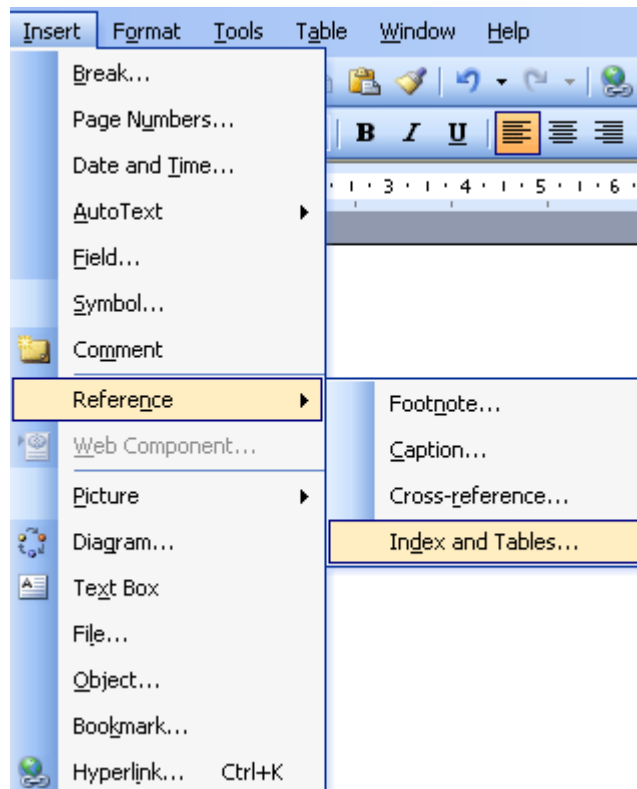 Insert Format Tools Table Window Help
Break...
Page Numbers...
B I U
Date and Time...
3 4 5 6
AutoText
Field...
Symbol...
Comment
Reference
Footnote...
Web Component...
Caption...
Picture
Cross-reference...
Diagram...
Index and Tables...
Text Box
File...
Object...
Bookmark...
Hyperlink... Ctrl+K